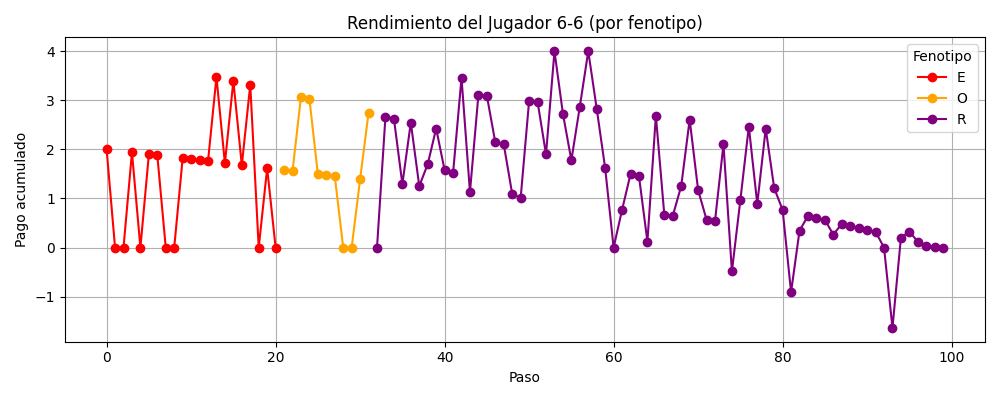 Rendimiento del Jugador 6-6 (por fenotipo)
Pago acumulado
4
3
2
1
0
−1
0
20
40
60
80
100
Paso
Fenotipo
E
O
R